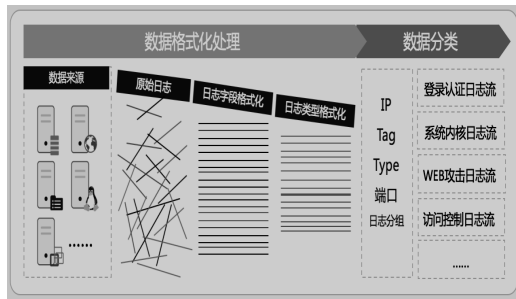 数据格式化处理
数据分类
数据来源
原始日志
日志字段格式化
日志类型格式化
......
IP
Tag
Type
端口
日志分组
登录认证日志流
系统内核日志流
WEB攻击日志流
访问控制日志流
......